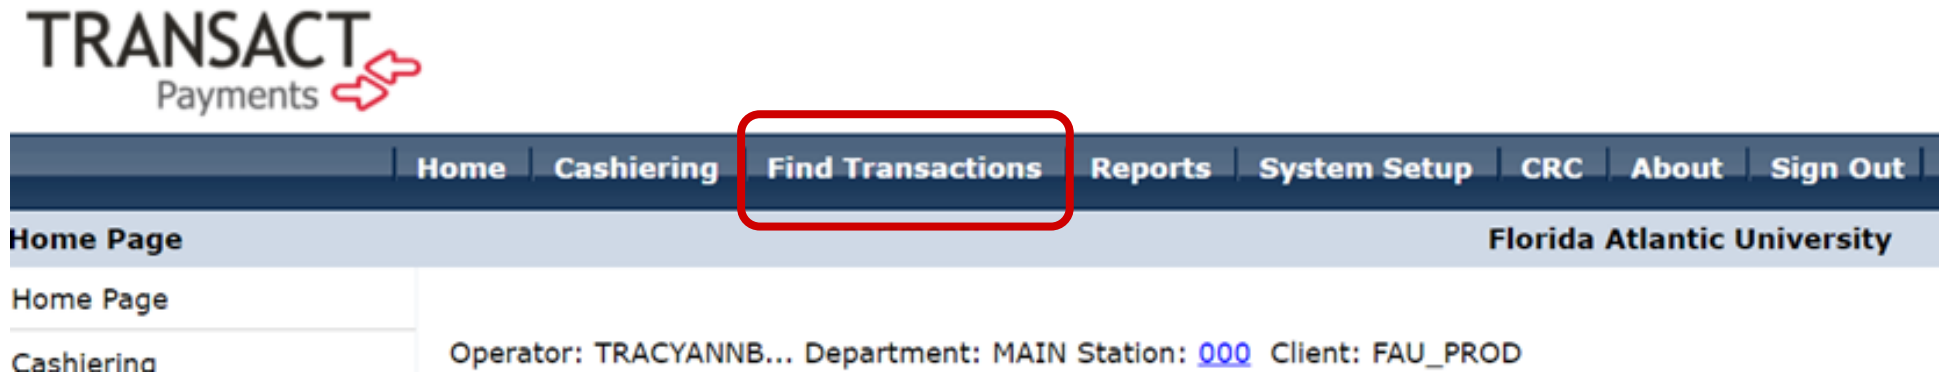 TRANSACT
Payments
Home Cashiering Find Transactions Reports System Setup CRC About Sign Out
Home Page Florida Atlantic University
Home Page
Operator: TRACYANNB... Department: MAIN Station: 000 Client: FAU_PROD
Cashiering